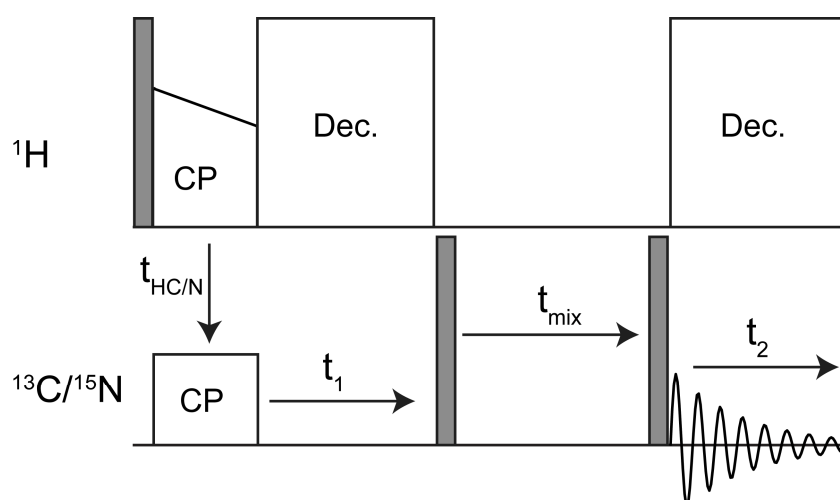 Dec.
Dec.
¹H
CP
t_HC/N
t_mix
t₂
t₁
¹³C/¹⁵N
CP